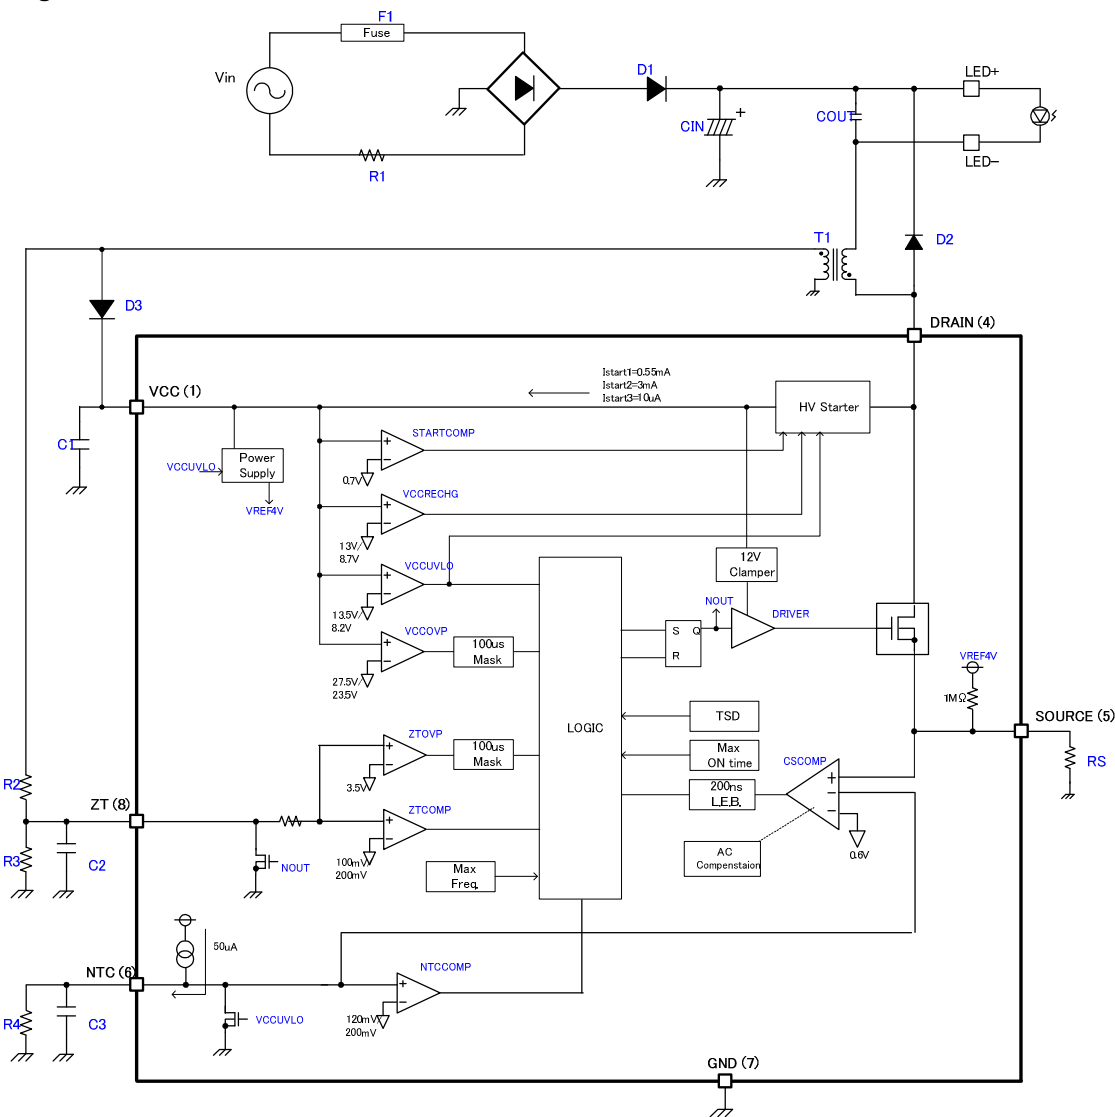 F1
Fuse
Vin
R1
D1
CIN
+
COUT
LED+
LED−
T1
D2
D3
DRAIN (4)
VCC (1)
Istart1=0.55mA
Istart2=3mA
Istart3=10uA
HV Starter
C1
VCCUVLO
Power
Supply
VREF4V
STARTCOMP
+
−
0.7V
VCCRECHG
+
−
13V/
8.7V
VCCUVLO
+
−
13.5V/
8.2V
VCCOVP
+
−
27.5V/
23.5V
100us
Mask
12V
Clamper
NOUT
DRIVER
S
Q
R
VREF4V
1MΩ
SOURCE (5)
RS
LOGIC
TSD
Max
ON time
200ns
L.E.B.
CSCOMP
+
−
−
0.6V
AC
Compenstaion
ZTOVP
+
−
3.5V
100us
Mask
R2
ZT (8)
R3
C2
NOUT
ZTCOMP
+
−
100mV
200mV
Max
Freq.
50uA
NTC (6)
R4
C3
VCCUVLO
NTCCOMP
+
−
120mV
200mV
GND (7)